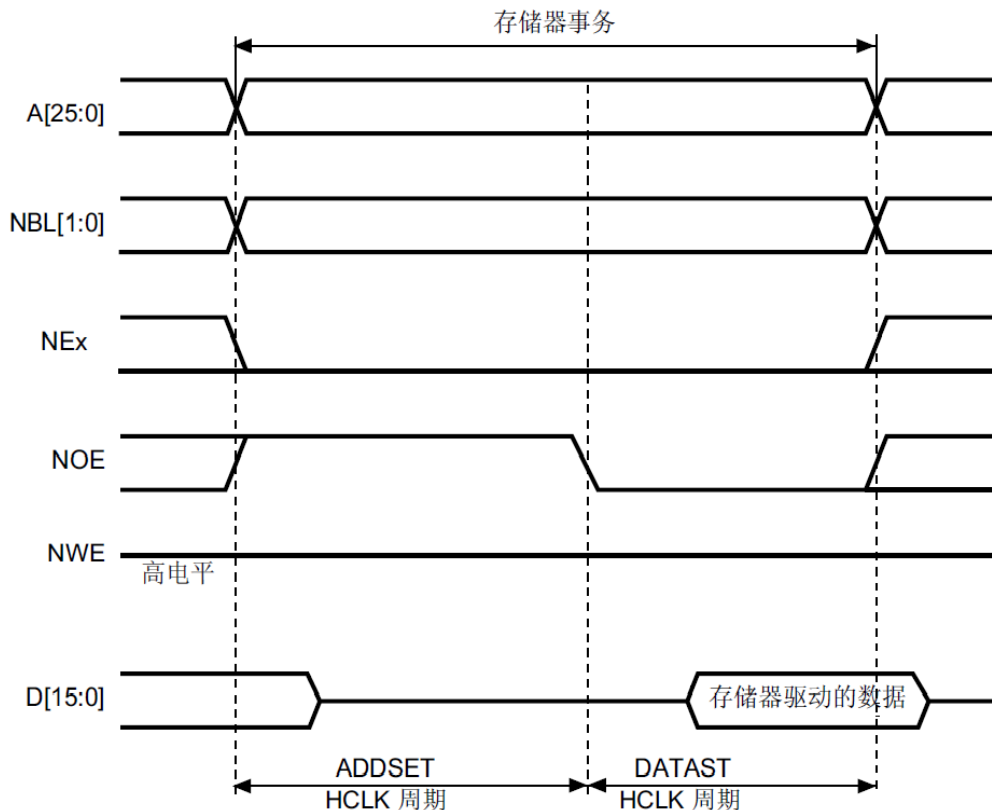 存储器事务
A[25:0]
NBL[1:0]
NEx
NOE
NWE
高电平
D[15:0]
存储器驱动的数据
ADDSET
HCLK 周期
DATAST
HCLK 周期